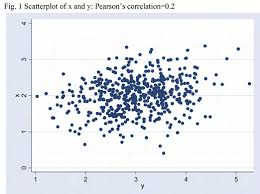 Fig. 1 Scatterplot of x and y: Pearson's correlation=0.2
4
3
x
2
1
0
1 2 3 4 5
y